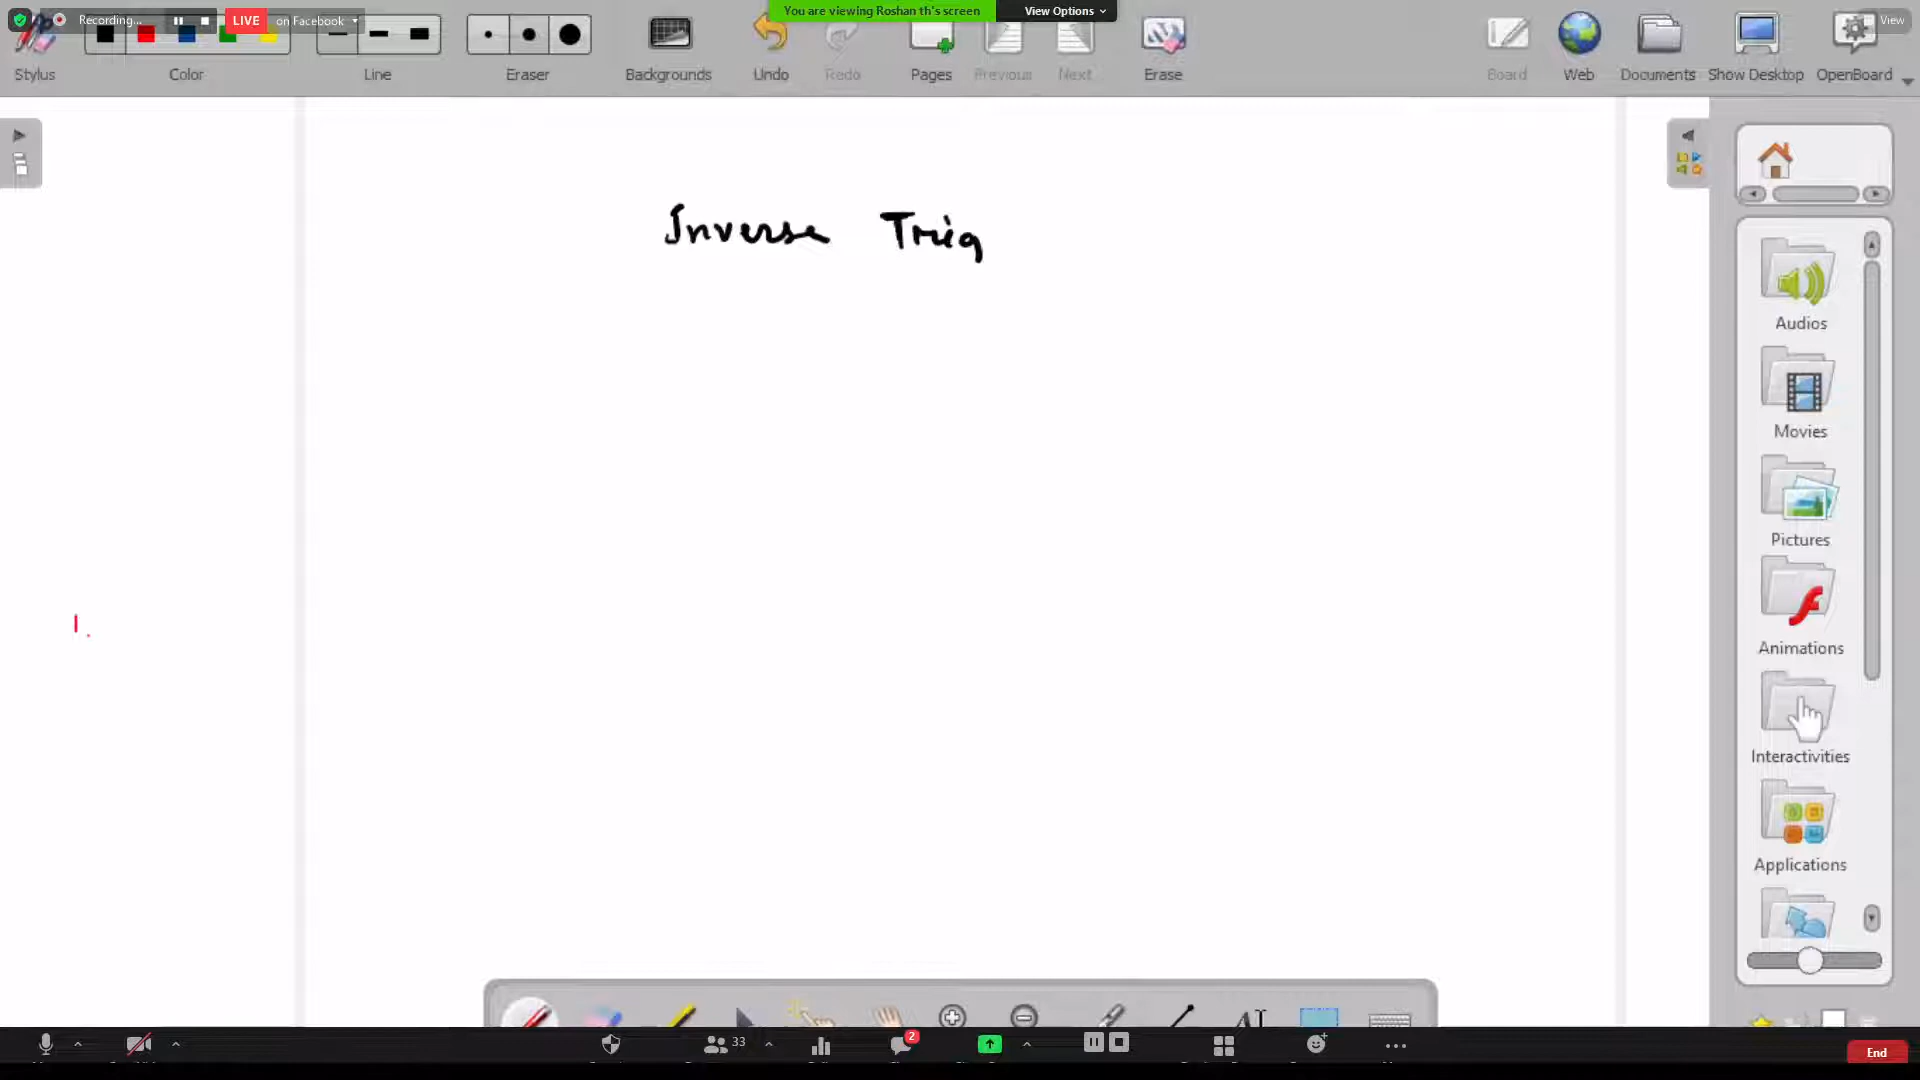 Recording...
LIVE
on Facebook
You are viewing Roshan th's screen
View Options
View
Stylus
Color
Line
Eraser
Backgrounds
Undo
Redo
Pages
Previous
Next
Erase
Board
Web
Documents
Show Desktop
OpenBoard
Inverse Trig
Audios
Movies
Pictures
Animations
1.
Interactivities
Applications
33
2
End